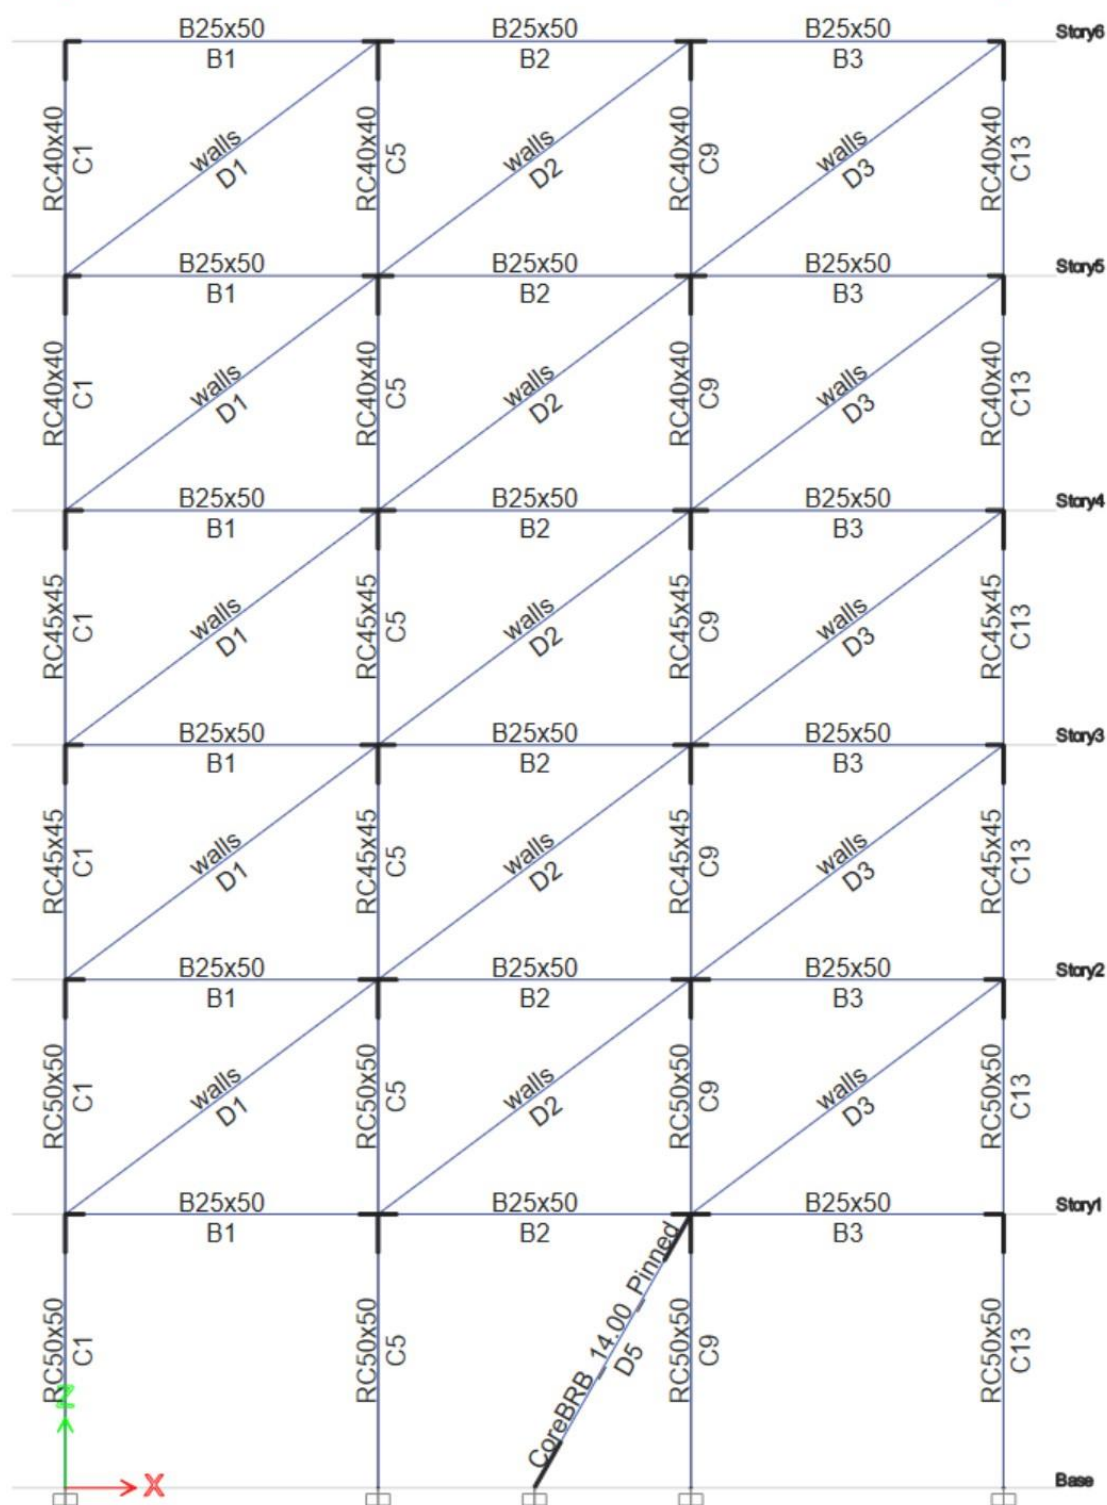 B25x50 B25x50 B25x50 Story6
B1 B2 B3
RC40x40 C1 walls D1 RC40x40 C5 walls D2 RC40x40 C9 walls D3 RC40x40 C13
B25x50 B25x50 B25x50 Story5
B1 B2 B3
RC40x40 C1 walls D1 RC40x40 C5 walls D2 RC40x40 C9 walls D3 RC40x40 C13
B25x50 B25x50 B25x50 Story4
B1 B2 B3
RC45x45 C1 walls D1 RC45x45 C5 walls D2 RC45x45 C9 walls D3 RC45x45 C13
B25x50 B25x50 B25x50 Story3
B1 B2 B3
RC45x45 C1 walls D1 RC45x45 C5 walls D2 RC45x45 C9 walls D3 RC45x45 C13
B25x50 B25x50 B25x50 Story2
B1 B2 B3
RC50x50 C1 walls D1 RC50x50 C5 walls D2 RC50x50 C9 walls D3 RC50x50 C13
B25x50 B25x50 B25x50 Story1
B1 B2 B3
RC50x50 C1 RC50x50 C5 CoreBRB_14.00_Pinned D5 RC50x50 C9 RC50x50 C13
Z
X Base